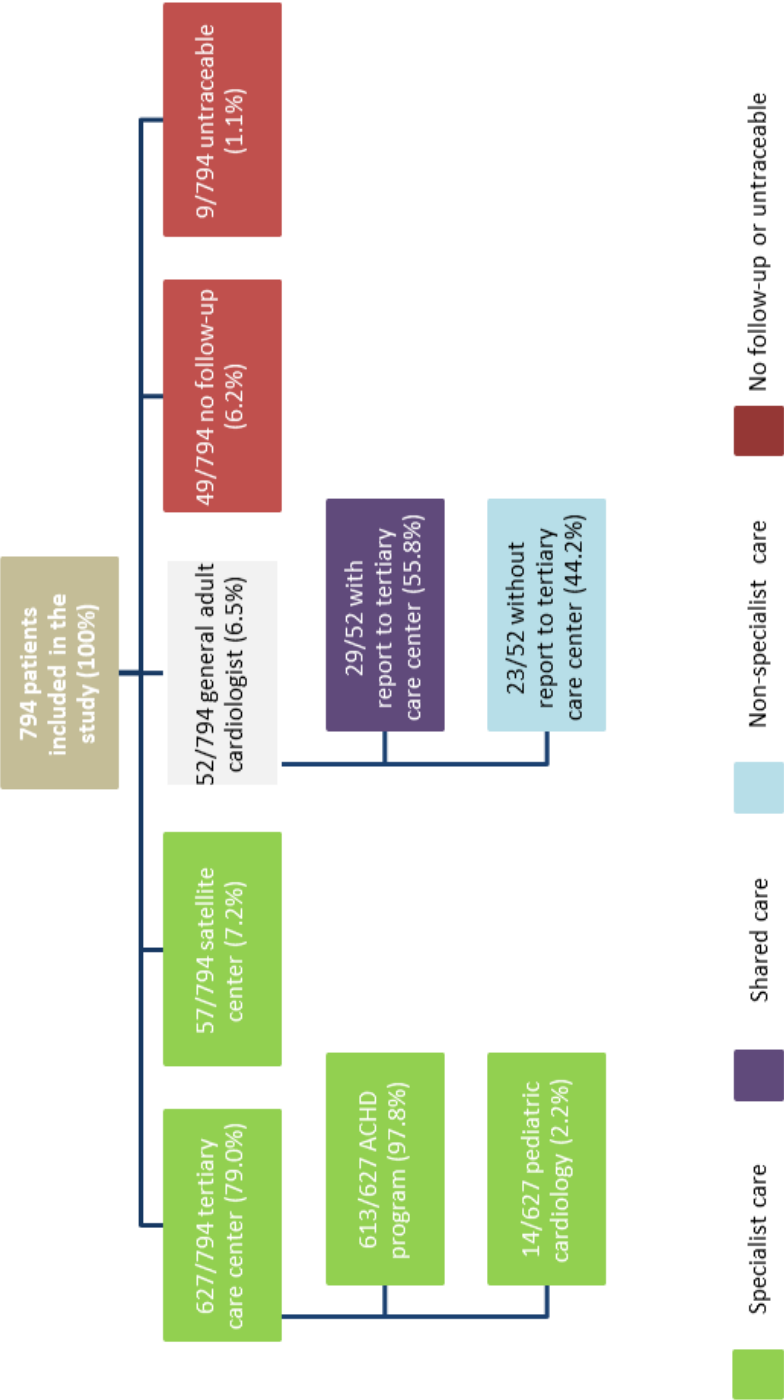 794 patients
included in the
study (100%)
627/794 tertiary
care center (79.0%)
57/794 satellite
center (7.2%)
52/794 general adult
cardiologist (6.5%)
49/794 no follow-up
(6.2%)
9/794 untraceable
(1.1%)
613/627 ACHD
program (97.8%)
14/627 pediatric
cardiology (2.2%)
29/52 with
report to tertiary
care center (55.8%)
23/52 without
report to tertiary
care center (44.2%)
Specialist care
Shared care
Non-specialist care
No follow-up or untraceable